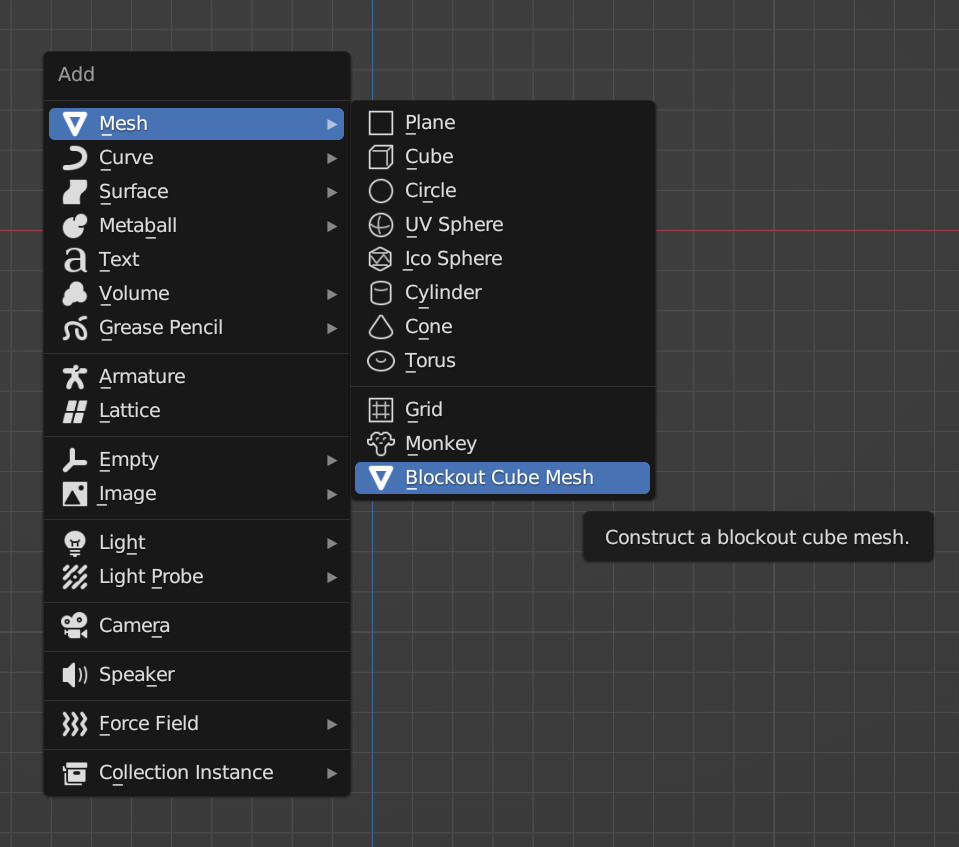 Add
Mesh
Curve
Surface
Metaball
Text
Volume
Grease Pencil
Armature
Lattice
Empty
Image
Light
Light Probe
Camera
Speaker
Force Field
Collection Instance
Plane
Cube
Circle
UV Sphere
Ico Sphere
Cylinder
Cone
Torus
Grid
Monkey
Blockout Cube Mesh
Construct a blockout cube mesh.